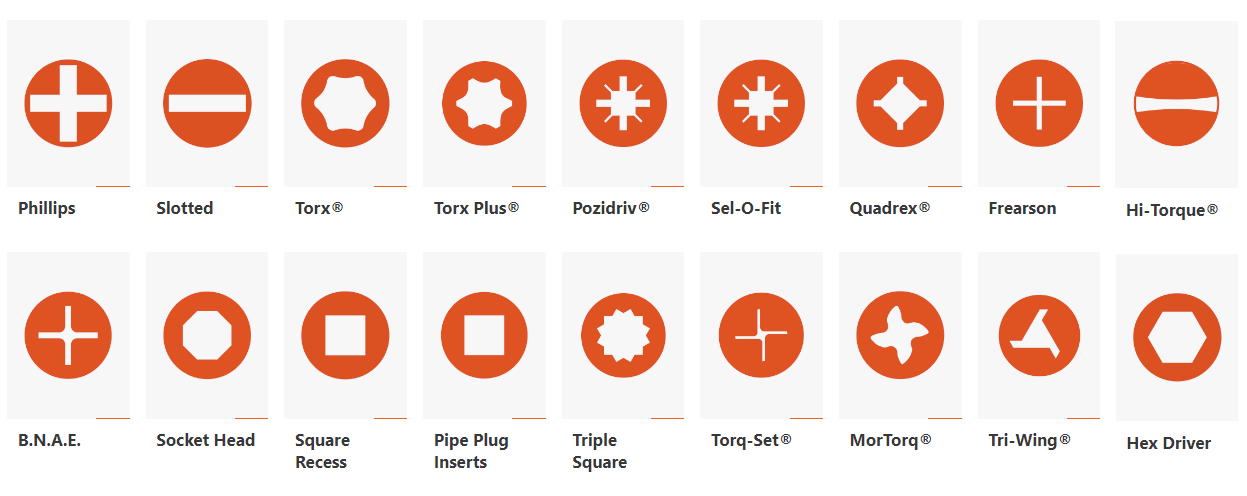 Phillips
Slotted
Torx®
Torx Plus®
Pozidriv®
Sel-O-Fit
Quadrex®
Frearson
Hi-Torque®
B.N.A.E.
Socket Head
Square
Recess
Pipe Plug
Inserts
Triple
Square
Torq-Set®
MorTorq®
Tri-Wing®
Hex Driver